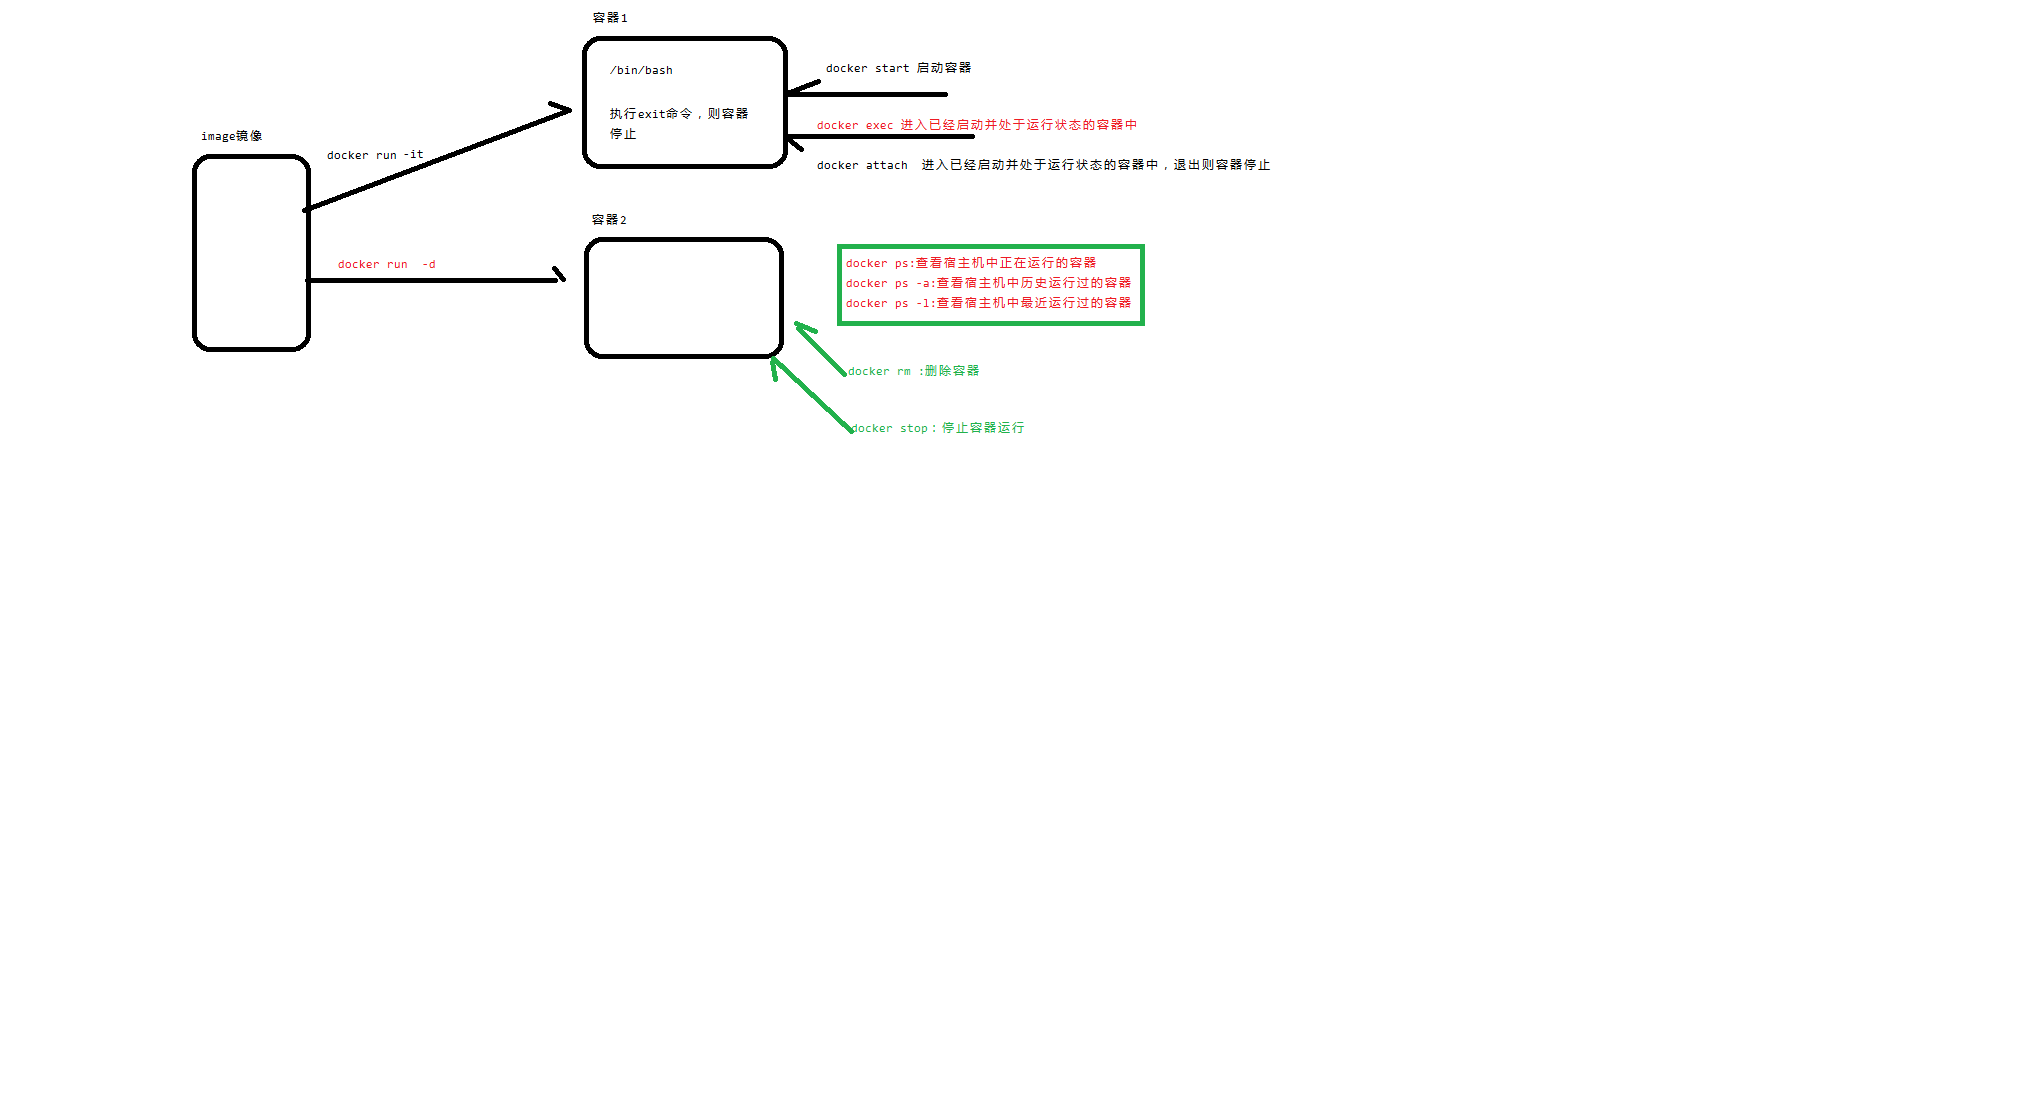 容器1
/bin/bash
执行exit命令，则容器
停止
docker start 启动容器
docker exec 进入已经启动并处于运行状态的容器中
docker attach  进入已经启动并处于运行状态的容器中，退出则容器停止
image镜像
docker run -it
容器2
docker run  -d
docker ps:查看宿主机中正在运行的容器
docker ps -a:查看宿主机中历史运行过的容器
docker ps -l:查看宿主机中最近运行过的容器
docker rm :删除容器
docker stop：停止容器运行